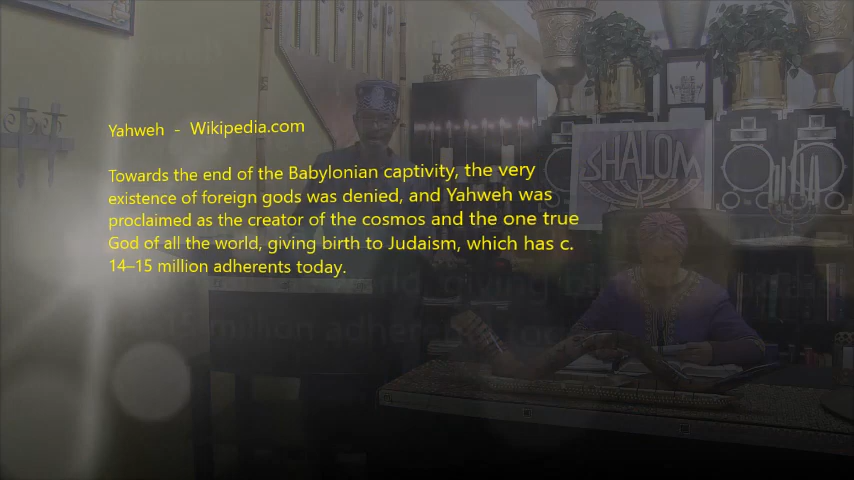 SHALOM
Yahweh - Wikipedia.com
Towards the end of the Babylonian captivity, the very
existence of foreign gods was denied, and Yahweh was
proclaimed as the creator of the cosmos and the one true
God of all the world, giving birth to Judaism, which has c.
14–15 million adherents today.